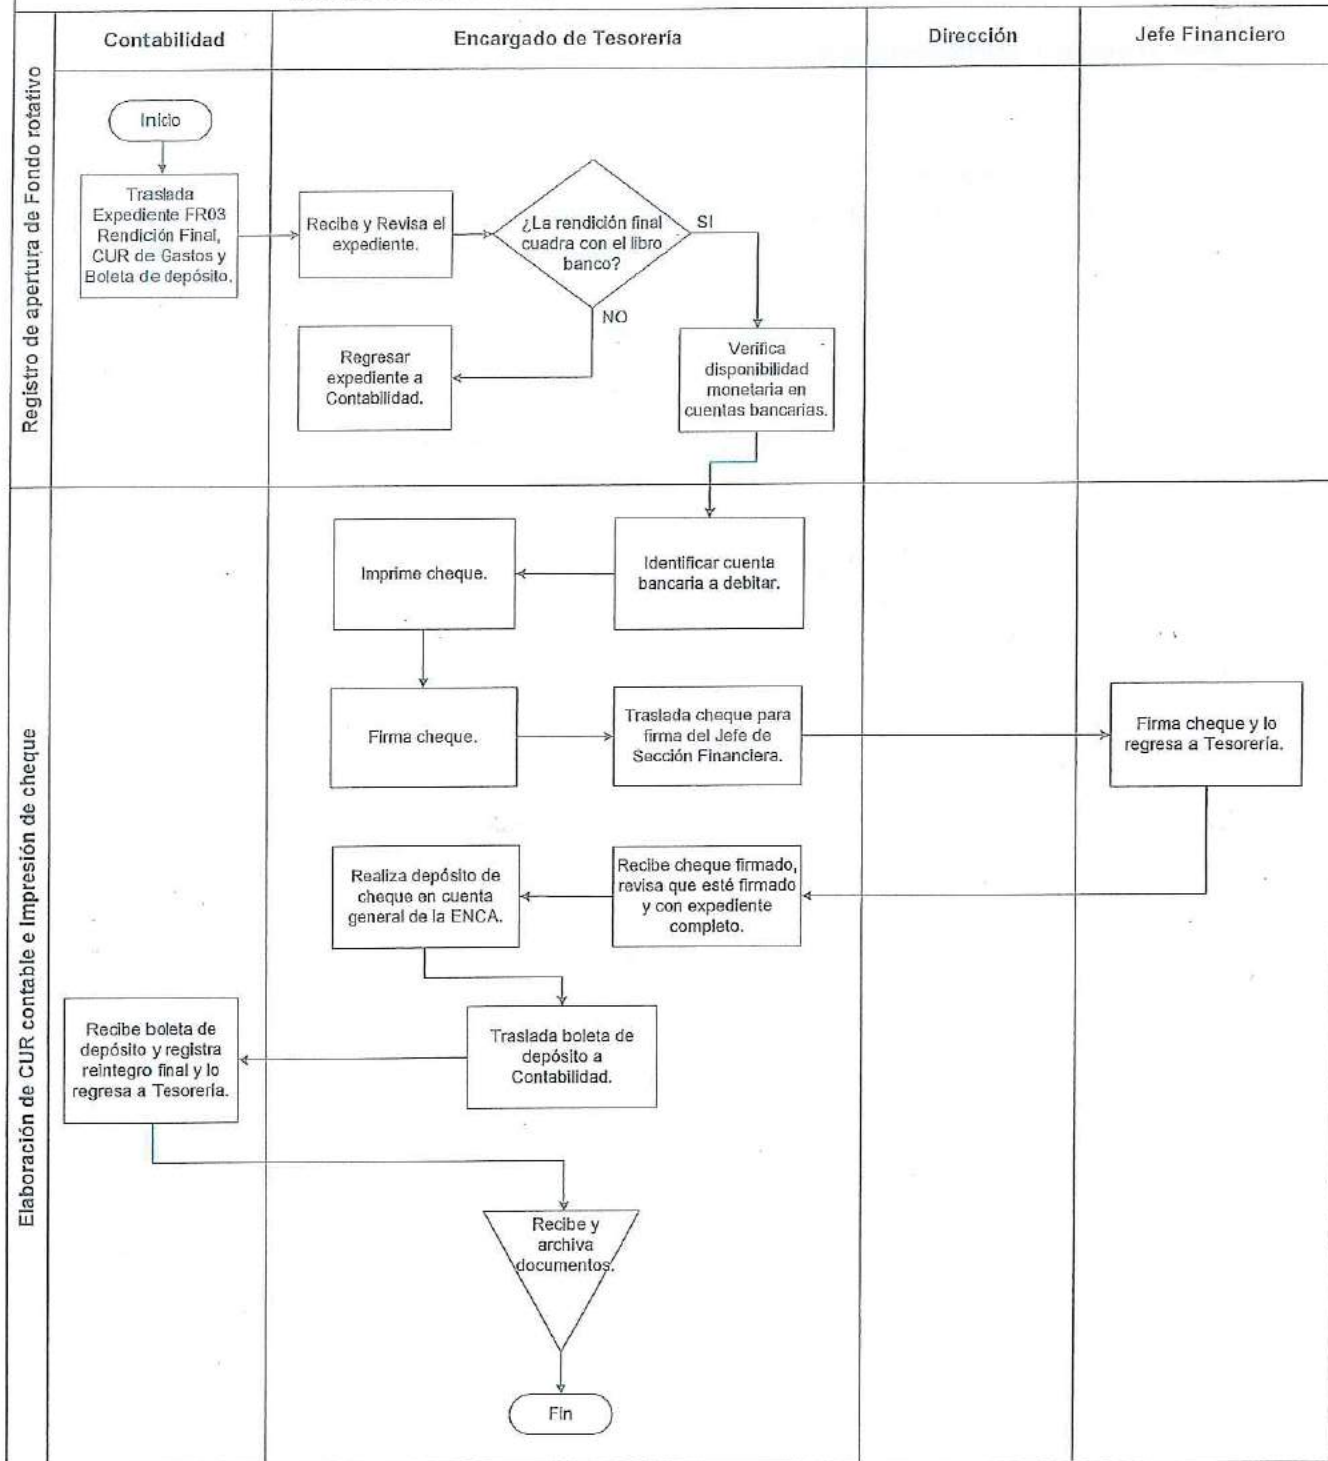 Contabilidad
Encargado de Tesorería
Dirección
Jefe Financiero
Registro de apertura de Fondo rotativo
Inicio
Traslada
Expediente FR03
Rendición Final,
CUR de Gastos y
Boleta de depósito.
Recibe y Revisa el
expediente.
¿La rendición final
cuadra con el libro
banco?
SI
NO
Regresar
expediente a
Contabilidad.
Verifica
disponibilidad
monetaria en
cuentas bancarias.
Elaboración de CUR contable e Impresión de cheque
Identificar cuenta
bancaria a debitar.
Imprime cheque.
Firma cheque.
Traslada cheque para
firma del Jefe de
Sección Financiera.
Firma cheque y lo
regresa a Tesorería.
Recibe cheque firmado,
revisa que esté firmado
y con expediente
completo.
Realiza depósito de
cheque en cuenta
general de la ENCA.
Traslada boleta de
depósito a
Contabilidad.
Recibe boleta de
depósito y registra
reintegro final y lo
regresa a Tesorería.
Recibe y
archiva
documentos.
Fin